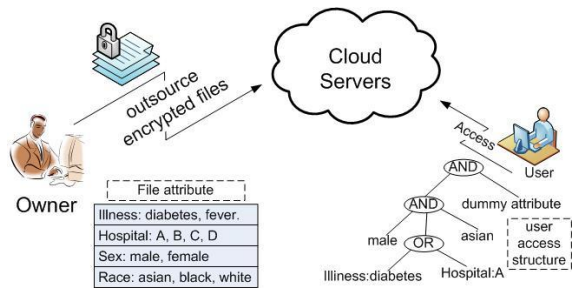 Cloud
Servers
outsource
encrypted files
Owner
File attribute
Illness: diabetes, fever.
Hospital: A, B, C, D
Sex: male, female
Race: asian, black, white
Access
User
AND
AND
dummy attribute
male
asian
OR
user
access
structure
Illiness:diabetes
Hospital:A